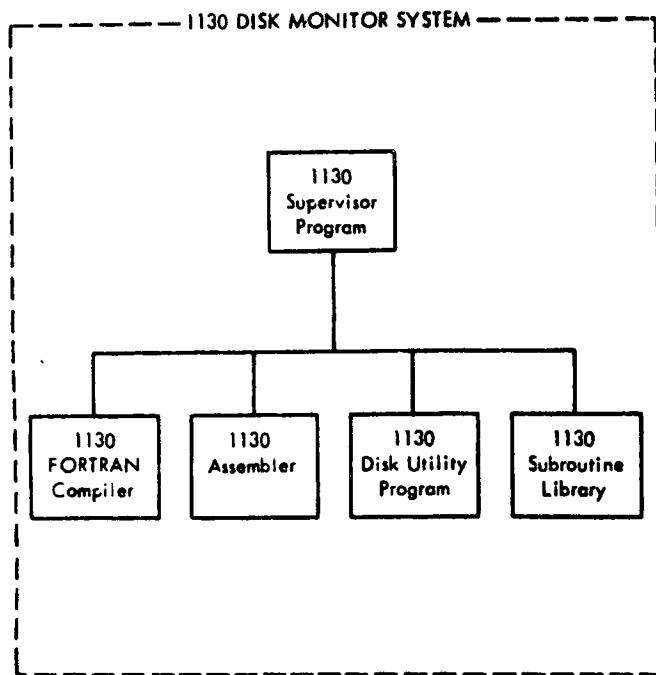 1130 DISK MONITOR SYSTEM
1130
Supervisor
Program
1130
FORTRAN
Compiler
1130
Assembler
1130
Disk Utility
Program
1130
Subroutine
Library